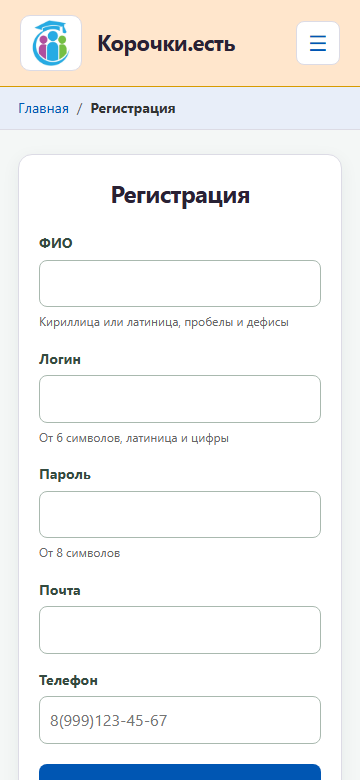 Корочки.есть
Главная / Регистрация
Регистрация
ФИО
Кириллица или латиница, пробелы и дефисы
Логин
От 6 символов, латиница и цифры
Пароль
От 8 символов
Почта
Телефон
8(999)123-45-67